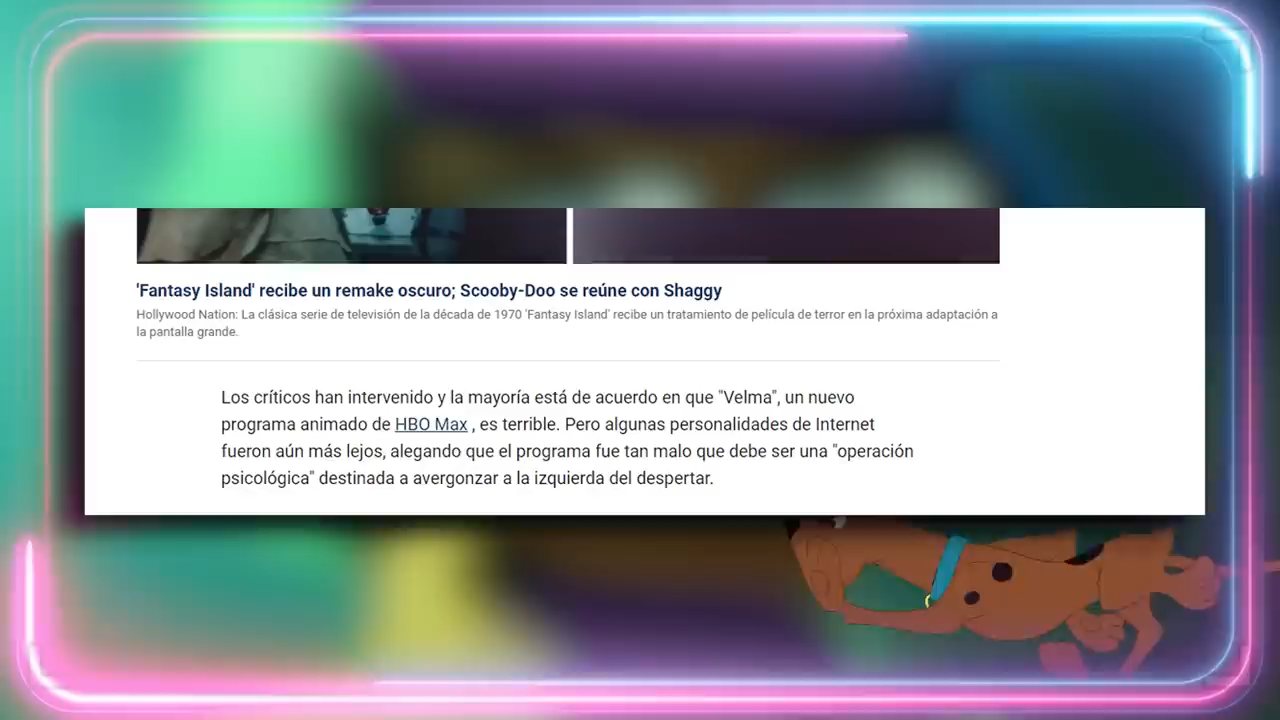 'Fantasy Island' recibe un remake oscuro; Scooby-Doo se reúne con Shaggy
Hollywood Nation: La clásica serie de televisión de la década de 1970 'Fantasy Island' recibe un tratamiento de película de terror en la próxima adaptación a
la pantalla grande.
Los críticos han intervenido y la mayoría está de acuerdo en que "Velma", un nuevo
programa animado de HBO Max , es terrible. Pero algunas personalidades de Internet
fueron aún más lejos, alegando que el programa fue tan malo que debe ser una "operación
psicológica" destinada a avergonzar a la izquierda del despertar.